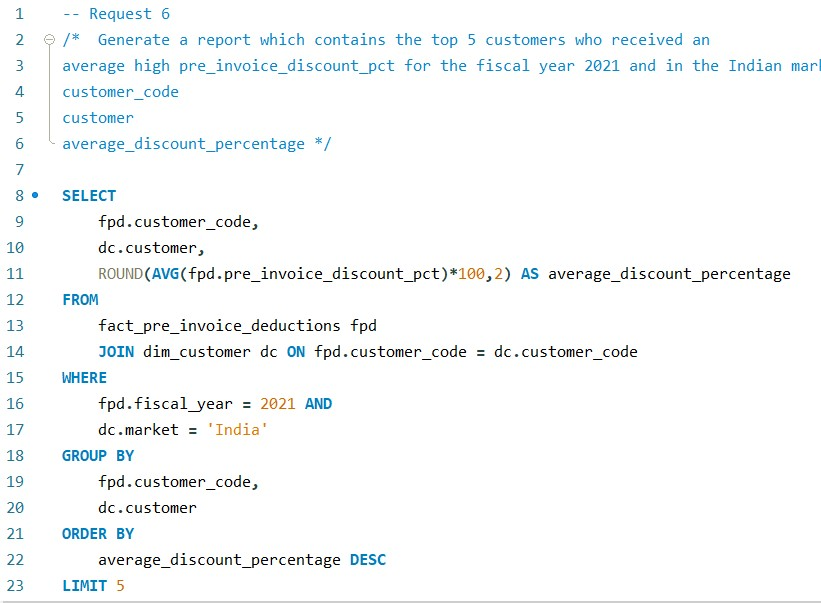 1 -- Request 6
2 /*  Generate a report which contains the top 5 customers who received an
3 average high pre_invoice_discount_pct for the fiscal year 2021 and in the Indian
4 customer_code
5 customer
6 average_discount_percentage */
7
8 SELECT
9     fpd.customer_code,
10     dc.customer,
11     ROUND(AVG(fpd.pre_invoice_discount_pct)*100,2) AS average_discount_percentage
12 FROM
13     fact_pre_invoice_deductions fpd
14     JOIN dim_customer dc ON fpd.customer_code = dc.customer_code
15 WHERE
16     fpd.fiscal_year = 2021 AND
17     dc.market = 'India'
18 GROUP BY
19     fpd.customer_code,
20     dc.customer
21 ORDER BY
22     average_discount_percentage DESC
23 LIMIT 5